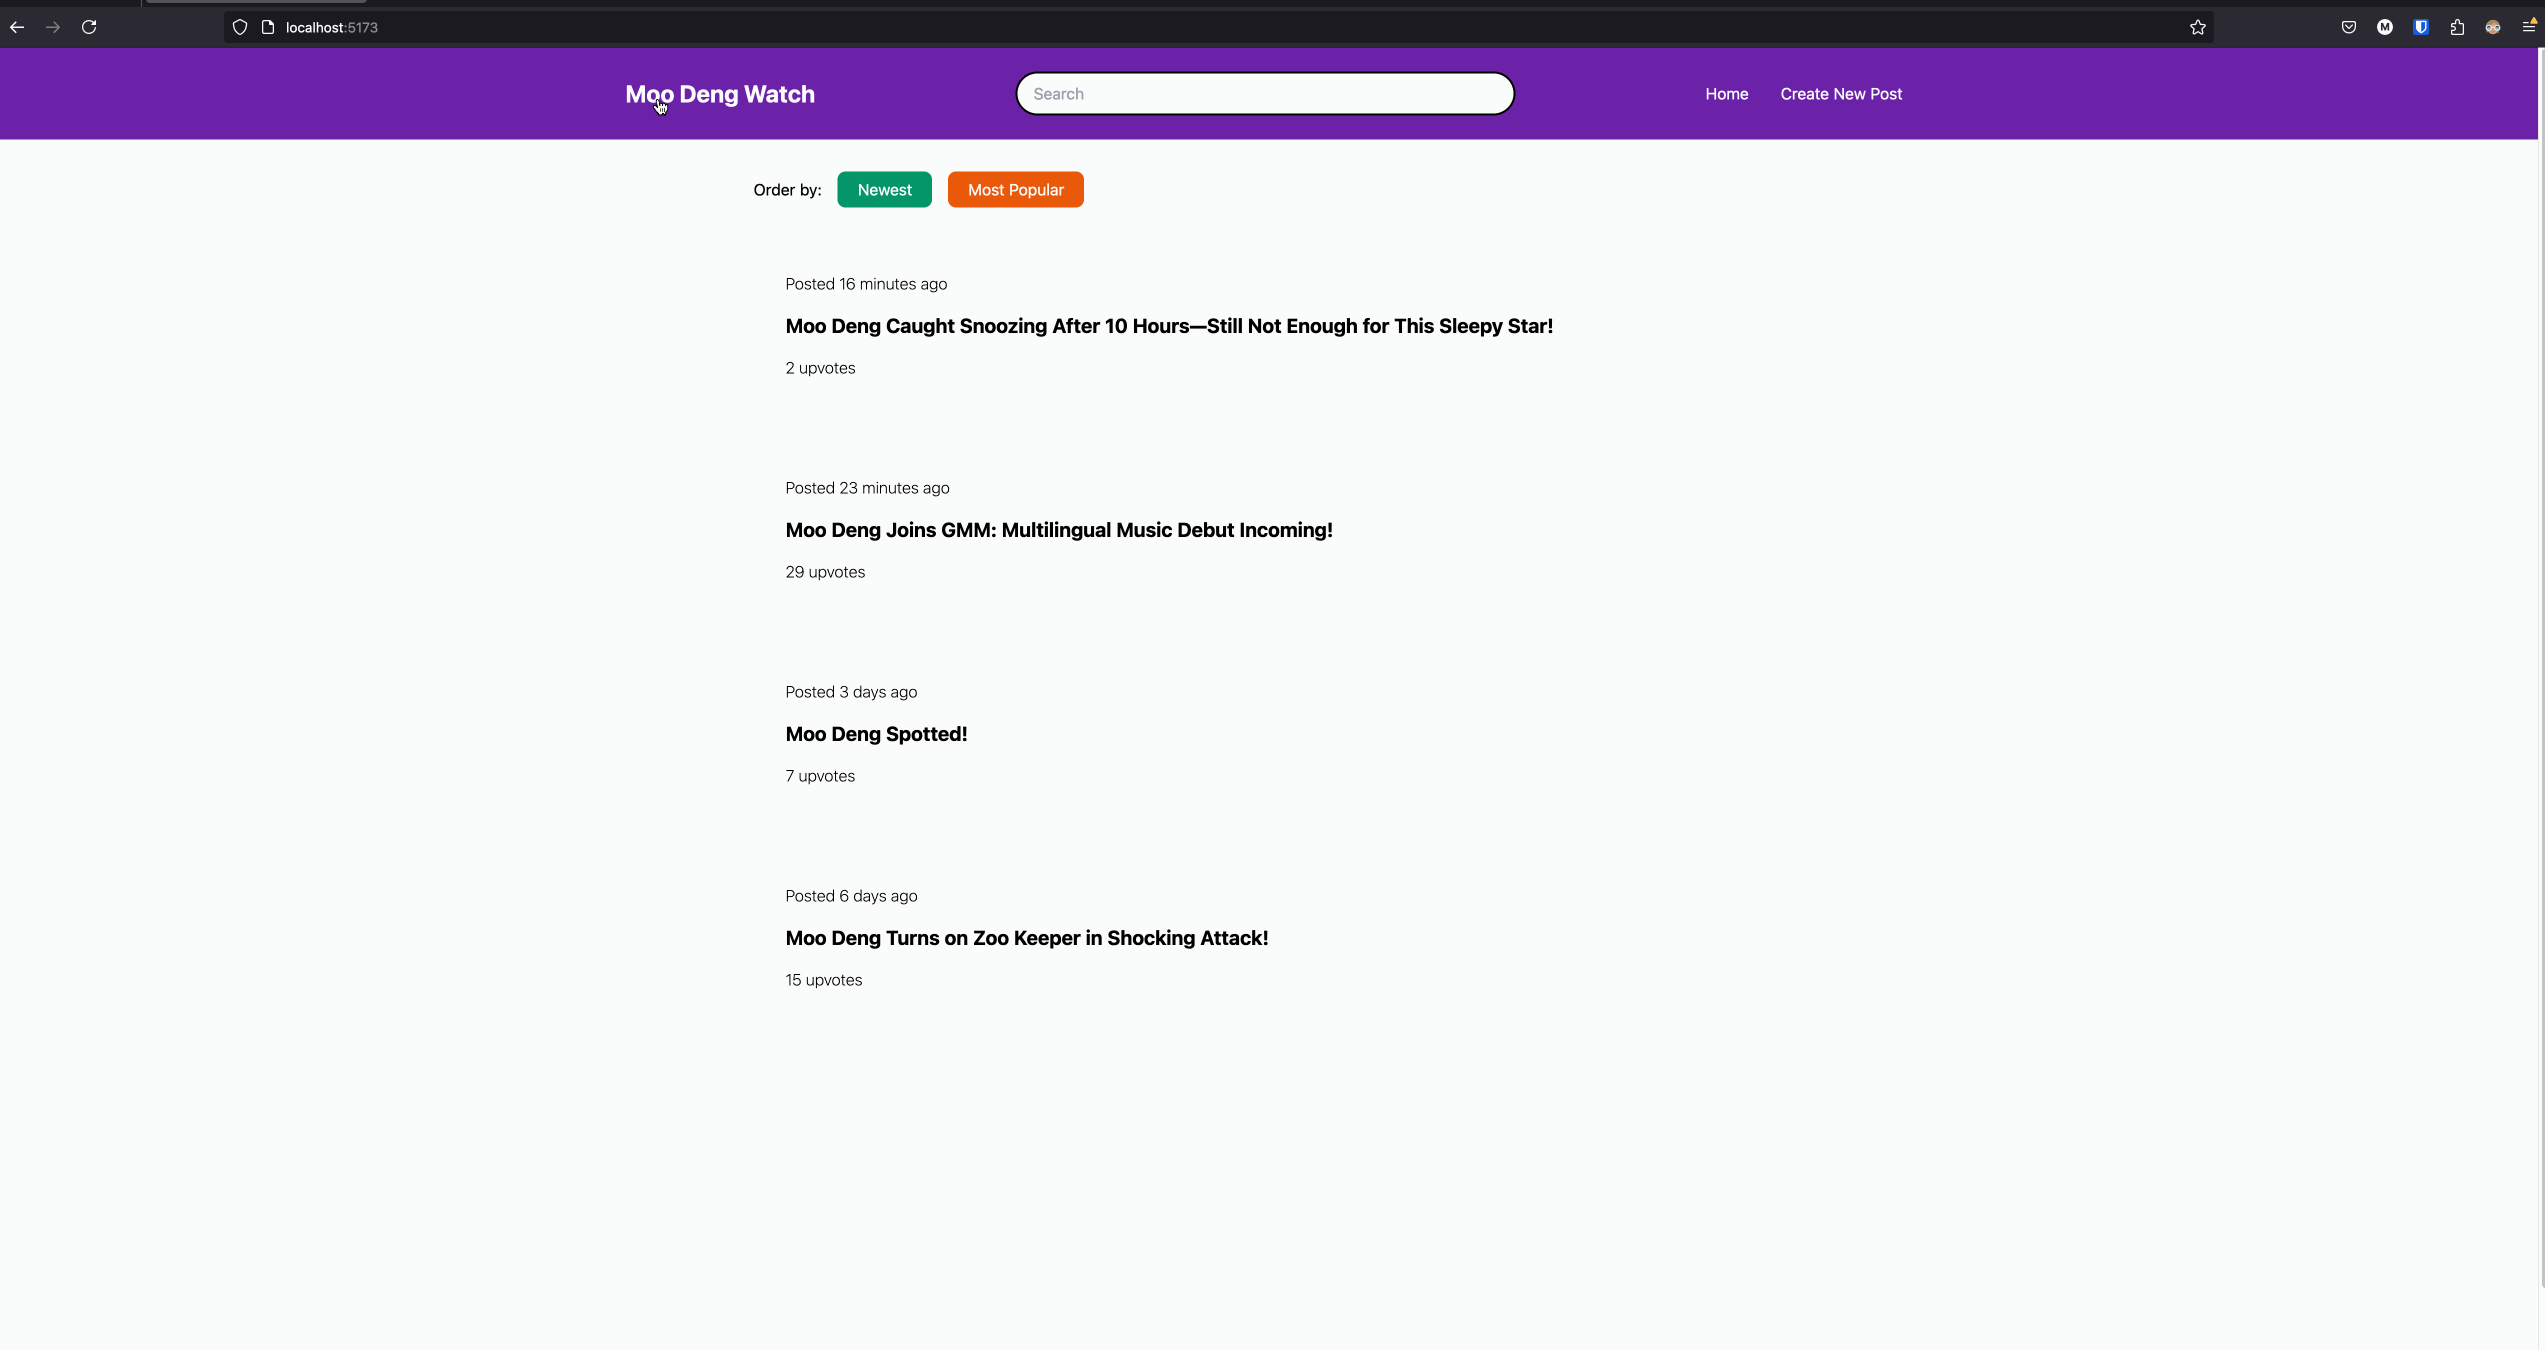 localhost:5173
M
Moo Deng Watch
Search
Home
Create New Post
Order by:
Newest
Most Popular
Posted 16 minutes ago
Moo Deng Caught Snoozing After 10 Hours—Still Not Enough for This Sleepy Star!
2 upvotes
Posted 23 minutes ago
Moo Deng Joins GMM: Multilingual Music Debut Incoming!
29 upvotes
Posted 3 days ago
Moo Deng Spotted!
7 upvotes
Posted 6 days ago
Moo Deng Turns on Zoo Keeper in Shocking Attack!
15 upvotes